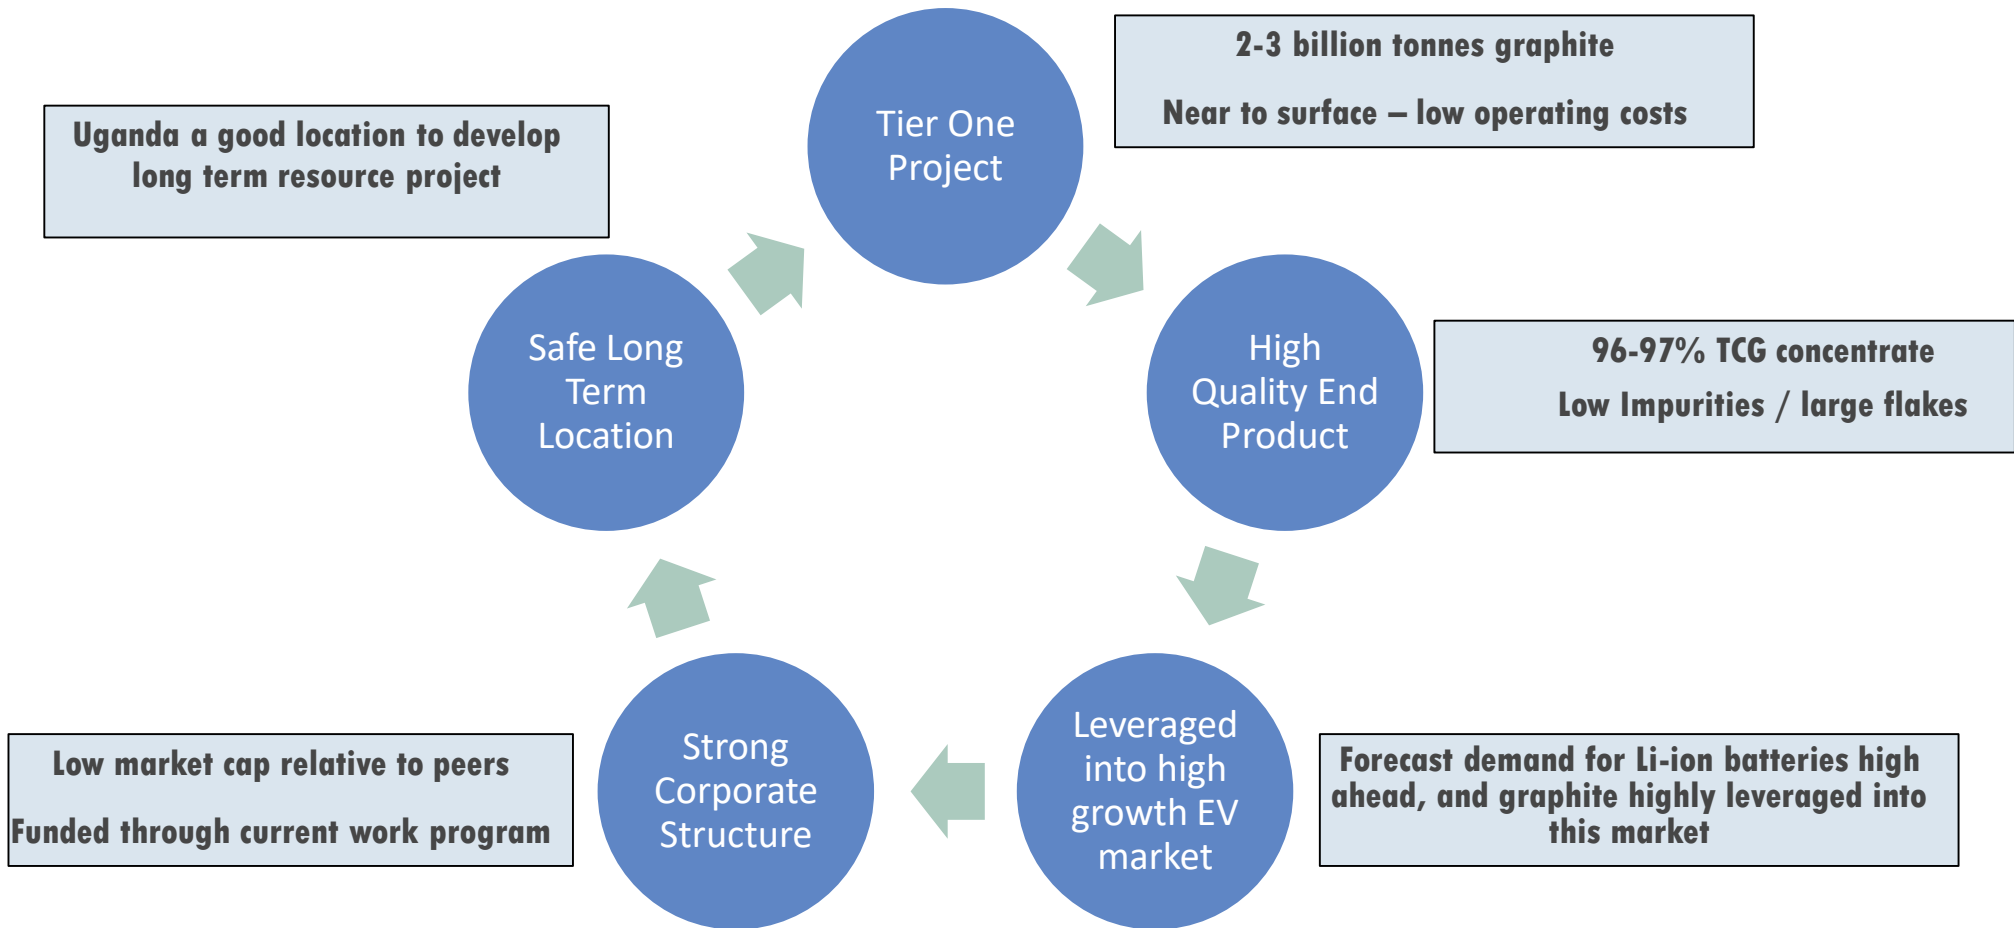 Tier One
Project
2-3 billion tonnes graphite
Near to surface – low operating costs
High
Quality End
Product
96-97% TCG concentrate
Low Impurities / large flakes
Leveraged
into high
growth EV
market
Forecast demand for Li-ion batteries high
ahead, and graphite highly leveraged into
this market
Strong
Corporate
Structure
Low market cap relative to peers
Funded through current work program
Safe Long
Term
Location
Uganda a good location to develop
long term resource project